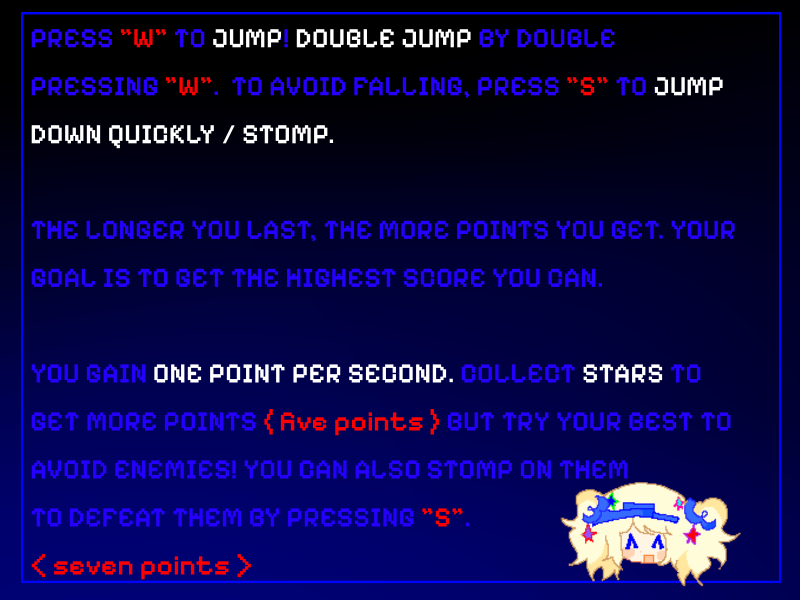 PRESS "W" TO JUMP! DOUBLE JUMP BY DOUBLE
PRESSING "W". TO AVOID FALLING, PRESS "S" TO JUMP
DOWN QUICKLY / STOMP.
THE LONGER YOU LAST, THE MORE POINTS YOU GET. YOUR
GOAL IS TO GET THE HIGHEST SCORE YOU CAN.
YOU GAIN ONE POINT PER SECOND. COLLECT STARS TO
GET MORE POINTS {five points} BUT TRY YOUR BEST TO
AVOID ENEMIES! YOU CAN ALSO STOMP ON THEM
TO DEFEAT THEM BY PRESSING "S".
<seven points>